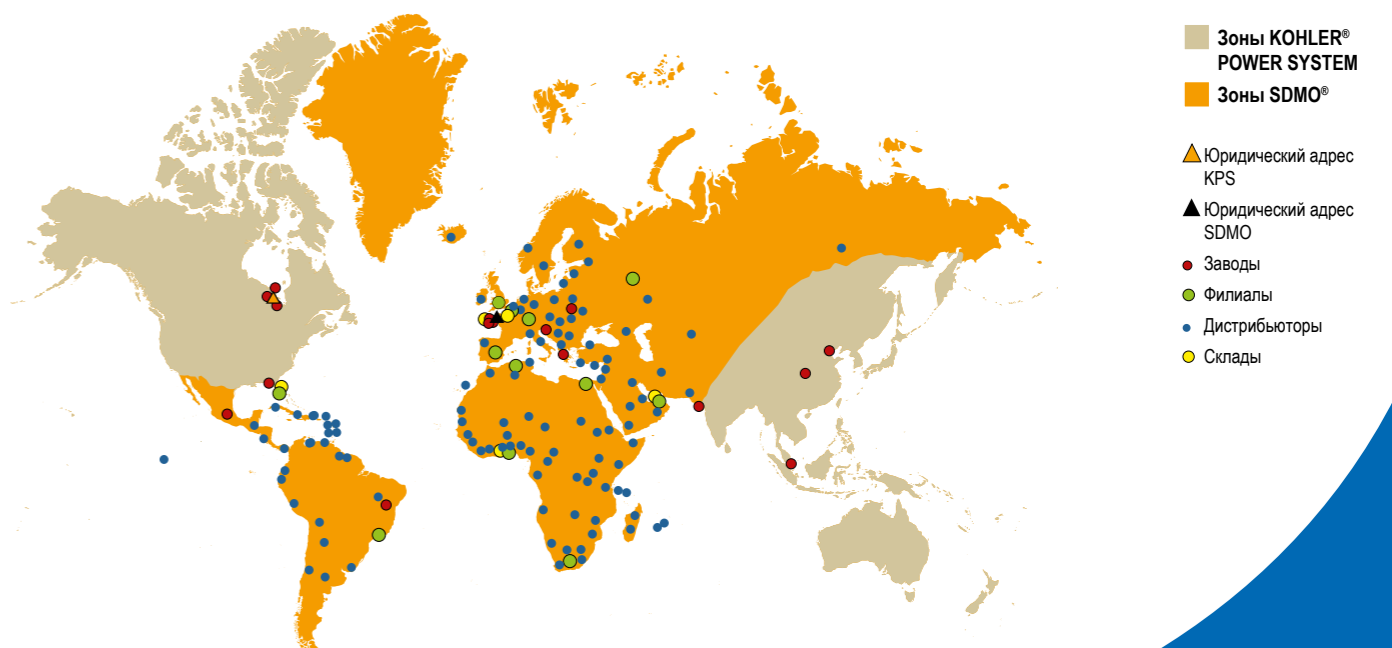 Зоны KOHLER®
POWER SYSTEM
Зоны SDMO®
Юридический адрес
KPS
Юридический адрес
SDMO
Заводы
Филиалы
Дистрибьюторы
Склады